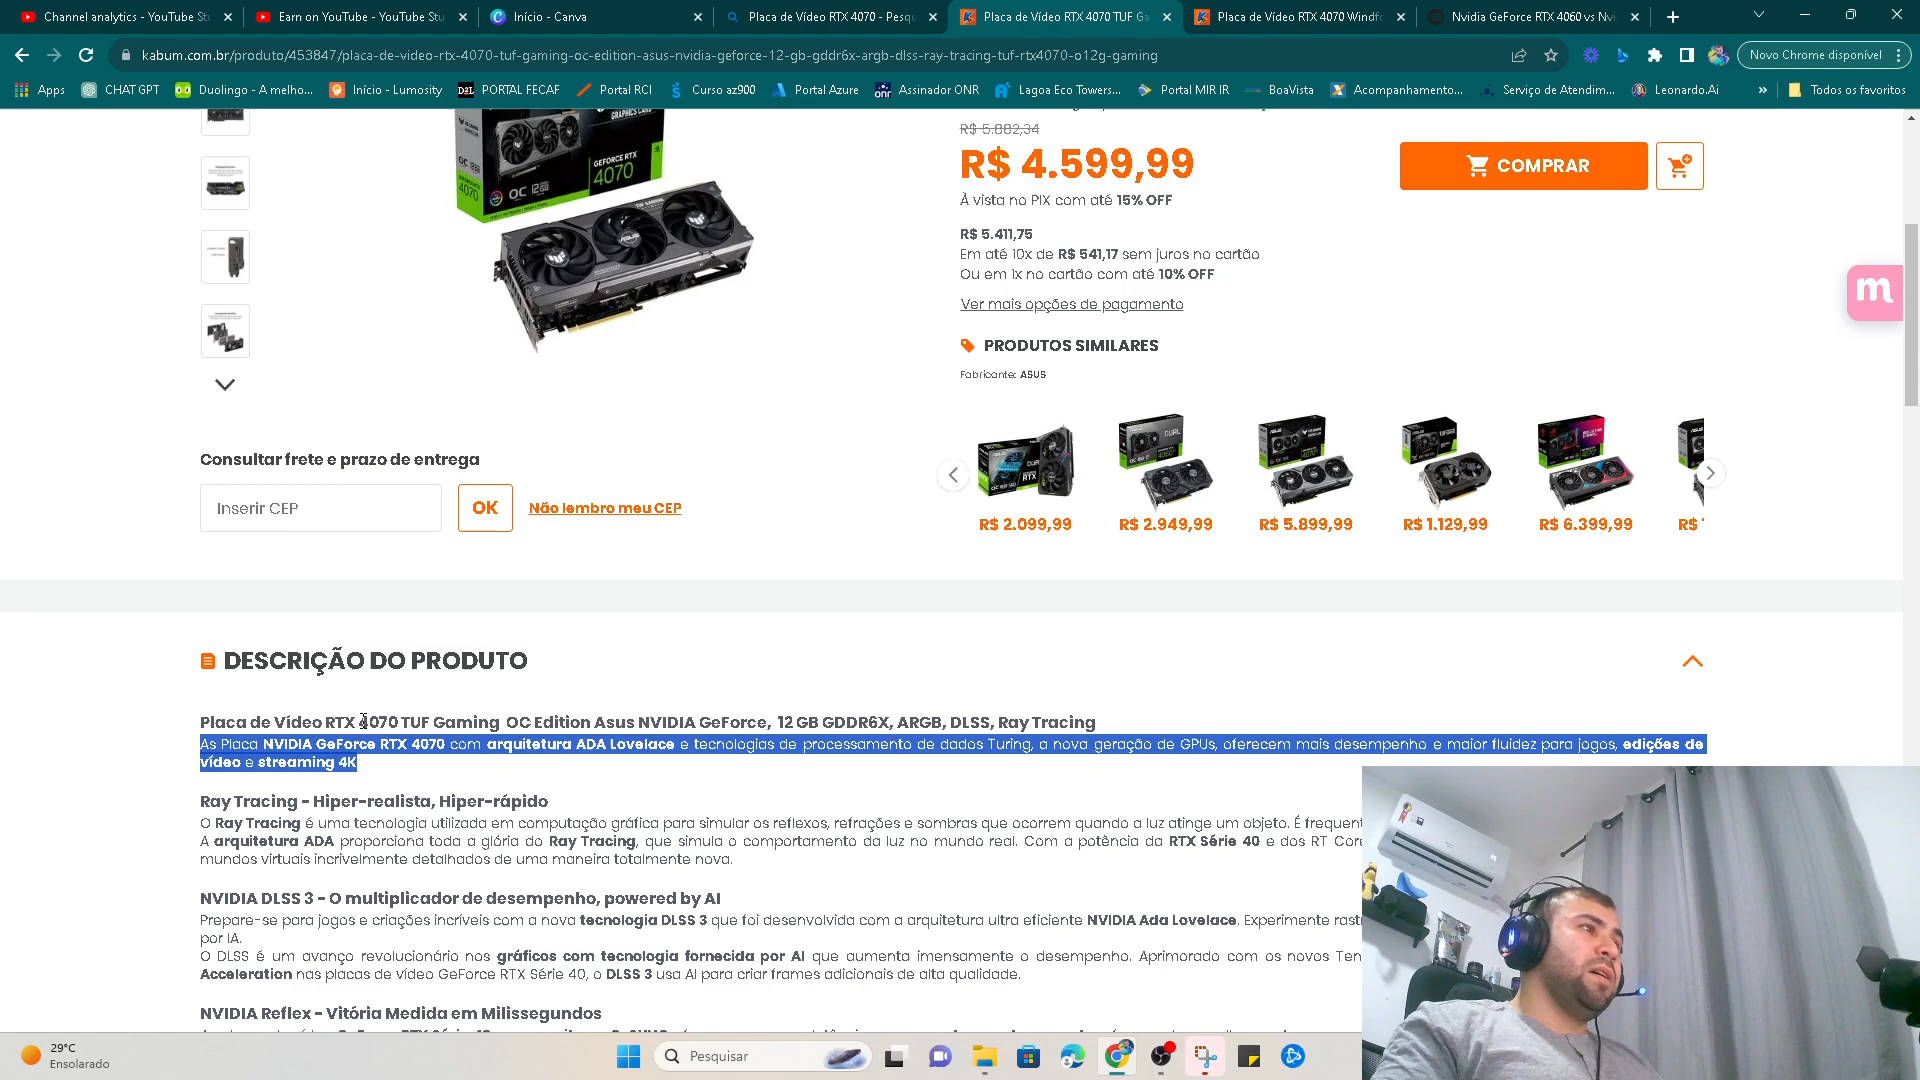 Channel analytics - YouTube Stu
Earn on YouTube - YouTube Stu
Início - Canva
Placa de Vídeo RTX 4070 - Pesqu
Placa de Vídeo RTX 4070 TUF Ga
Placa de Vídeo RTX 4070 Windfo
Nvidia GeForce RTX 4060 vs Nvi
kabum.com.br/produto/453847/placa-de-video-rtx-4070-tuf-gaming-oc-edition-asus-nvidia-geforce-12-gb-gddr6x-argb-dlss-ray-tracing-tuf-rtx4070-o12g-gaming
Novo Chrome disponível
Apps
CHAT GPT
Duolingo - A melho...
Início - Lumosity
PORTAL FECAF
Portal RCI
Curso az900
Portal Azure
Assinador ONR
Lagoa Eco Towers...
Portal MIR IR
BoaVista
Acompanhamento...
Serviço de Atendim...
Leonardo.Ai
»
Todos os favoritos
GRAPHICS CARD
GEFORCE RTX
4070
OC 12GB
4070
R$ 5.882,34
R$ 4.599,99
COMPRAR
À vista no PIX com até 15% OFF
R$ 5.411,75
Em até 10x de R$ 541,17 sem juros no cartão
Ou em 1x no cartão com até 10% OFF
Ver mais opções de pagamento
m
PRODUTOS SIMILARES
Fabricante: ASUS
R$ 2.099,99
R$ 2.949,99
R$ 5.899,99
R$ 1.129,99
R$ 6.399,99
R$
Consultar frete e prazo de entrega
Inserir CEP
OK
Não lembro meu CEP
DESCRIÇÃO DO PRODUTO
Placa de Vídeo RTX 4070 TUF Gaming OC Edition Asus NVIDIA GeForce, 12 GB GDDR6X, ARGB, DLSS, Ray Tracing
As Placa NVIDIA GeForce RTX 4070 com arquitetura ADA Lovelace e tecnologias de processamento de dados Turing, a nova geração de GPUs, oferecem mais desempenho e maior fluidez para jogos, edições de
vídeo e streaming 4K
Ray Tracing - Hiper-realista, Hiper-rápido
O Ray Tracing é uma tecnologia utilizada em computação gráfica para simular os reflexos, refrações e sombras que ocorrem quando a luz atinge um objeto. É frequent
A arquitetura ADA proporciona toda a glória do Ray Tracing, que simula o comportamento da luz no mundo real. Com a potência da RTX Série 40 e dos RT Core
mundos virtuais incrivelmente detalhados de uma maneira totalmente nova.
NVIDIA DLSS 3 - O multiplicador de desempenho, powered by AI
Prepare-se para jogos e criações incríveis com a nova tecnologia DLSS 3 que foi desenvolvida com a arquitetura ultra eficiente NVIDIA Ada Lovelace. Experimente rast
por IA.
O DLSS é um avanço revolucionário nos gráficos com tecnologia fornecida por AI que aumenta imensamente o desempenho. Aprimorado com os novos Ten
Acceleration nas placas de vídeo GeForce RTX Série 40, o DLSS 3 usa AI para criar frames adicionais de alta qualidade.
NVIDIA Reflex - Vitória Medida em Milissegundos
29°C
Ensolarado
Pesquisar